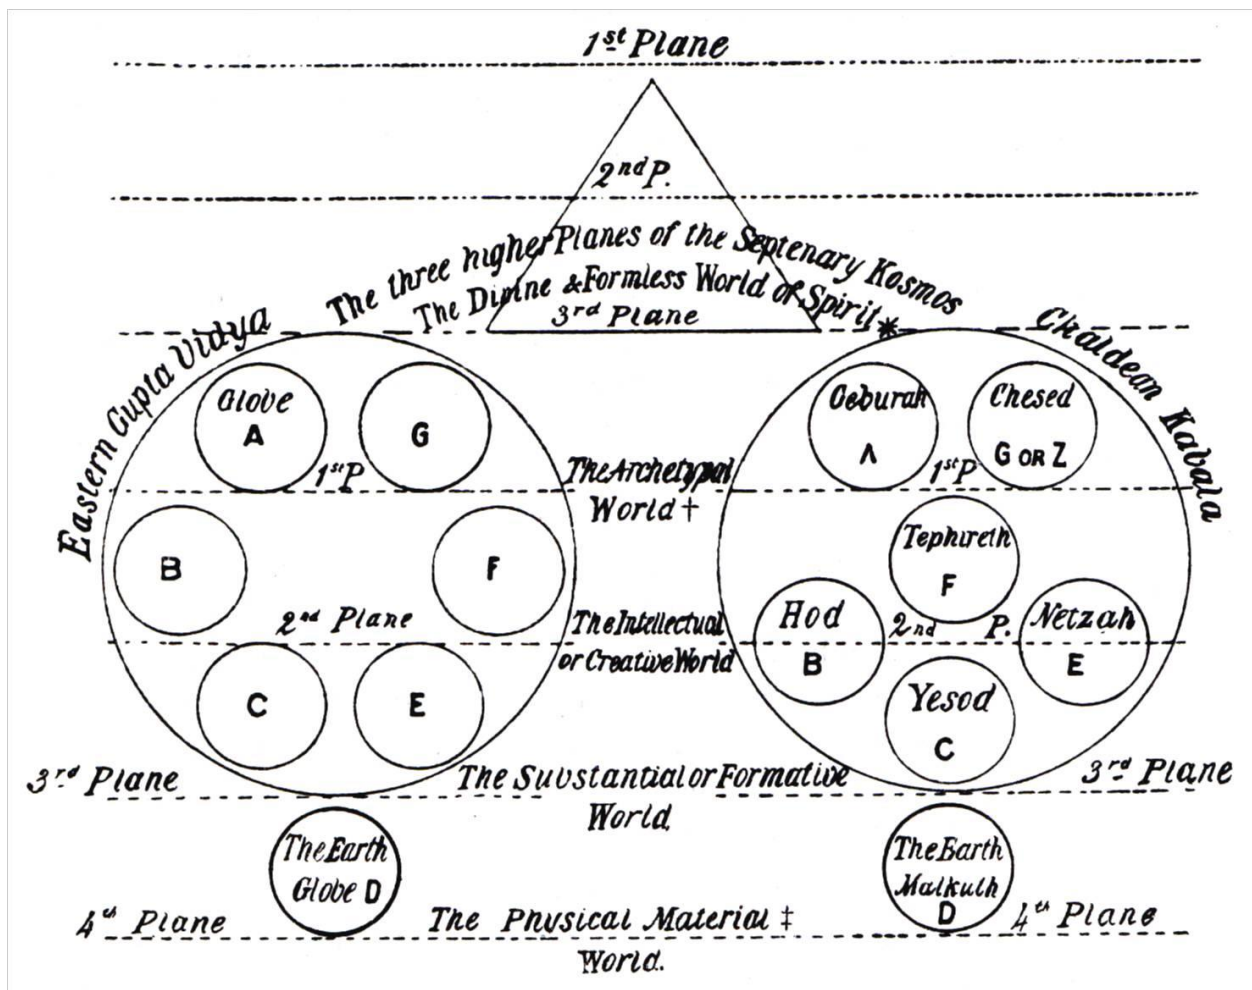 1st Plane
2nd P.
The three higher Planes of the Septenary Kosmos
The Divine & Formless World of Spirit*
3rd Plane
Eastern Gupta Vidya
Chaldean Kabala
Globe
A
G
1st P
The Archetypal
World †
Geburah
A
Chesed
G OR Z
1st P
B
F
Tephireth
F
2nd Plane
The Intellectual
or Creative World
Hod
B
2nd P.
Netzah
E
C
E
Yesod
C
3rd Plane
The Substantial or Formative
World.
3rd Plane
The Earth
Globe D
The Earth
Malkuth
D
4th Plane
The Physical Material ‡
World.
4th Plane